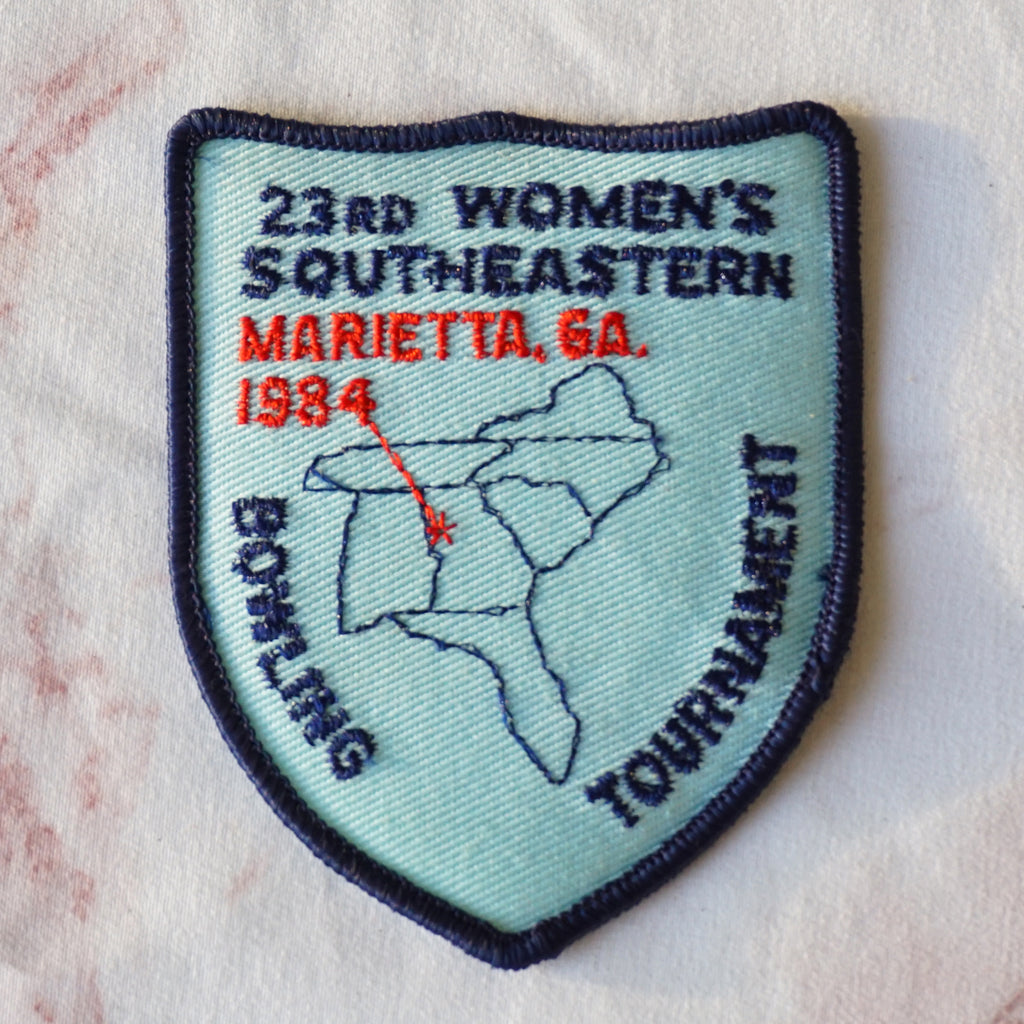 23RD WOMEN'S
SOUTHEASTERN
MARIETTA, GA.
1984
BOWLING
TOURNAMENT